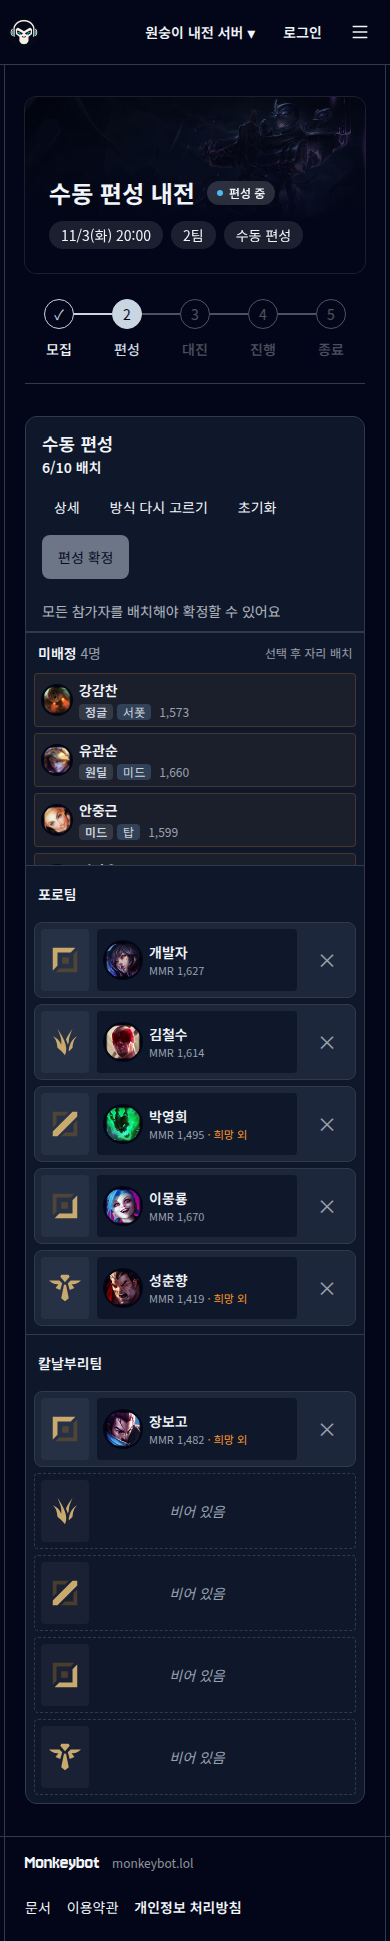 원숭이 내전 서버 ▾ 로그인
수동 편성 내전 편성 중
11/3(화) 20:00 2팀 수동 편성
✓ 2 3 4 5
모집 편성 대진 진행 종료
수동 편성
6/10 배치
상세 방식 다시 고르기 초기화
편성 확정
모든 참가자를 배치해야 확정할 수 있어요
미배정 4명 선택 후 자리 배치
강감찬
정글 서폿 1,573
유관순
원딜 미드 1,660
안중근
미드 탑 1,599
포로팀
개발자
MMR 1,627
김철수
MMR 1,614
박영희
MMR 1,495 · 희망 외
이몽룡
MMR 1,670
성춘향
MMR 1,419 · 희망 외
칼날부리팀
장보고
MMR 1,482 · 희망 외
비어 있음
비어 있음
비어 있음
비어 있음
Monkeybot monkeybot.lol
문서 이용약관 개인정보 처리방침